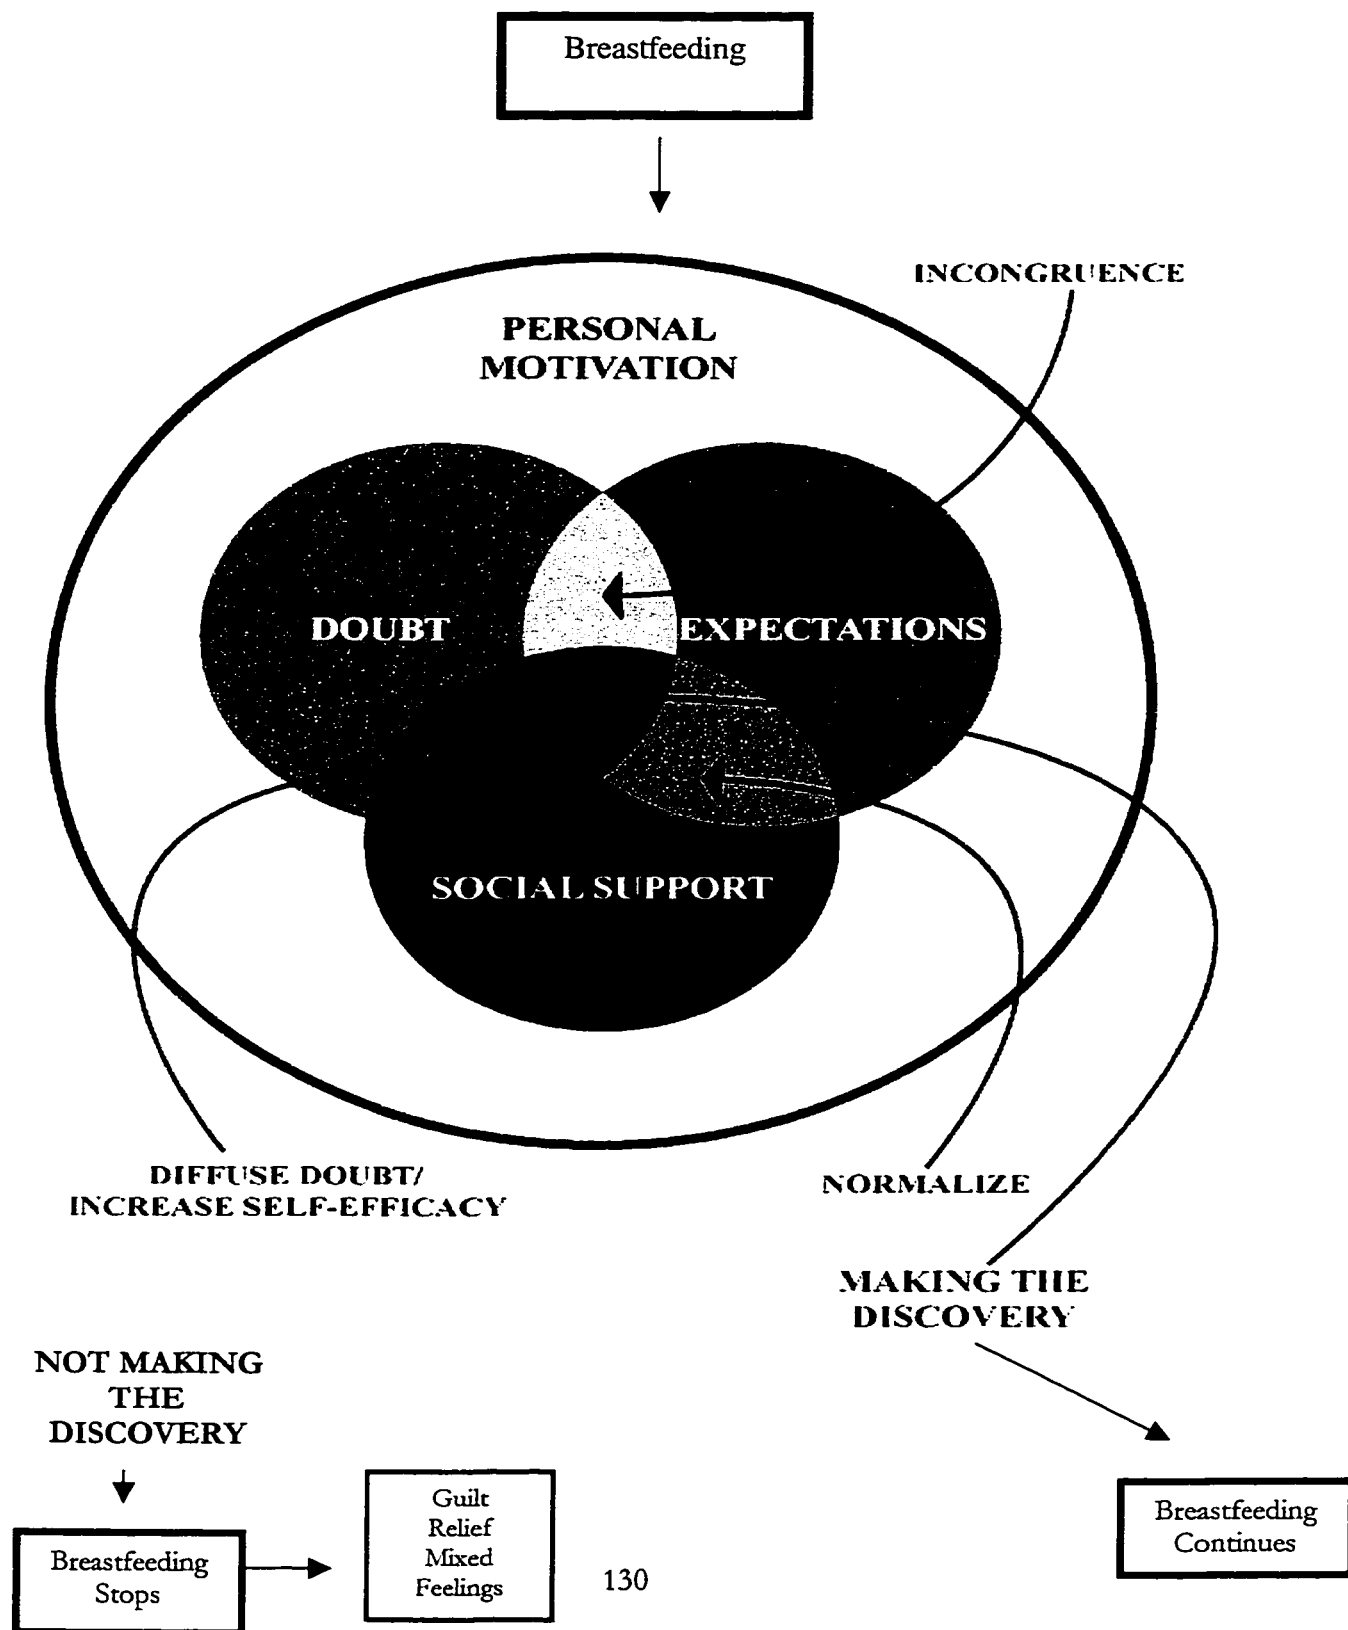 Breastfeeding
INCONGRUENCE
PERSONAL
MOTIVATION
DOUBT
EXPECTATIONS
SOCIAL SUPPORT
DIFFUSE DOUBT/
INCREASE SELF-EFFICACY
NORMALIZE
MAKING THE
DISCOVERY
NOT MAKING
THE
DISCOVERY
Breastfeeding
Stops
Guilt
Relief
Mixed
Feelings
130
Breastfeeding
Continues